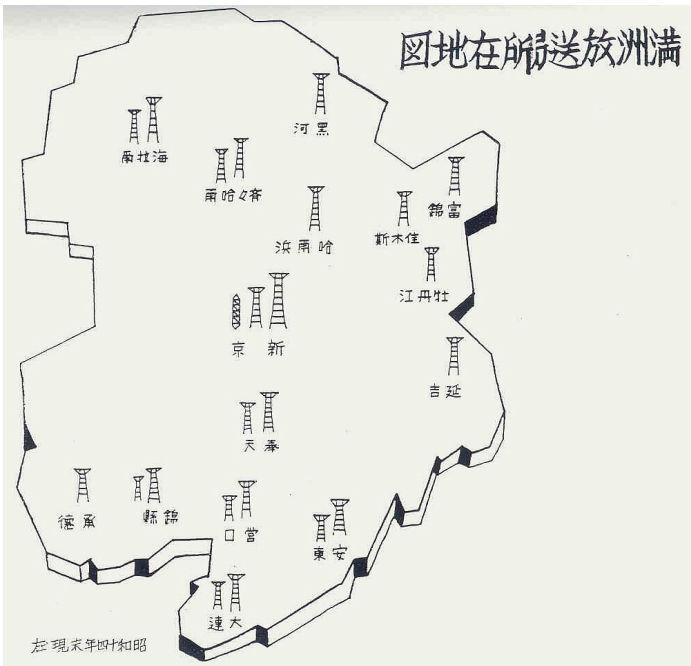 満洲放送局所在地図
黒河
海拉爾
斉々哈爾
富錦
佳木斯
哈爾浜
牡丹江
新京
延吉
奉天
承徳
錦縣
営口
安東
大連
昭和十四年末現在